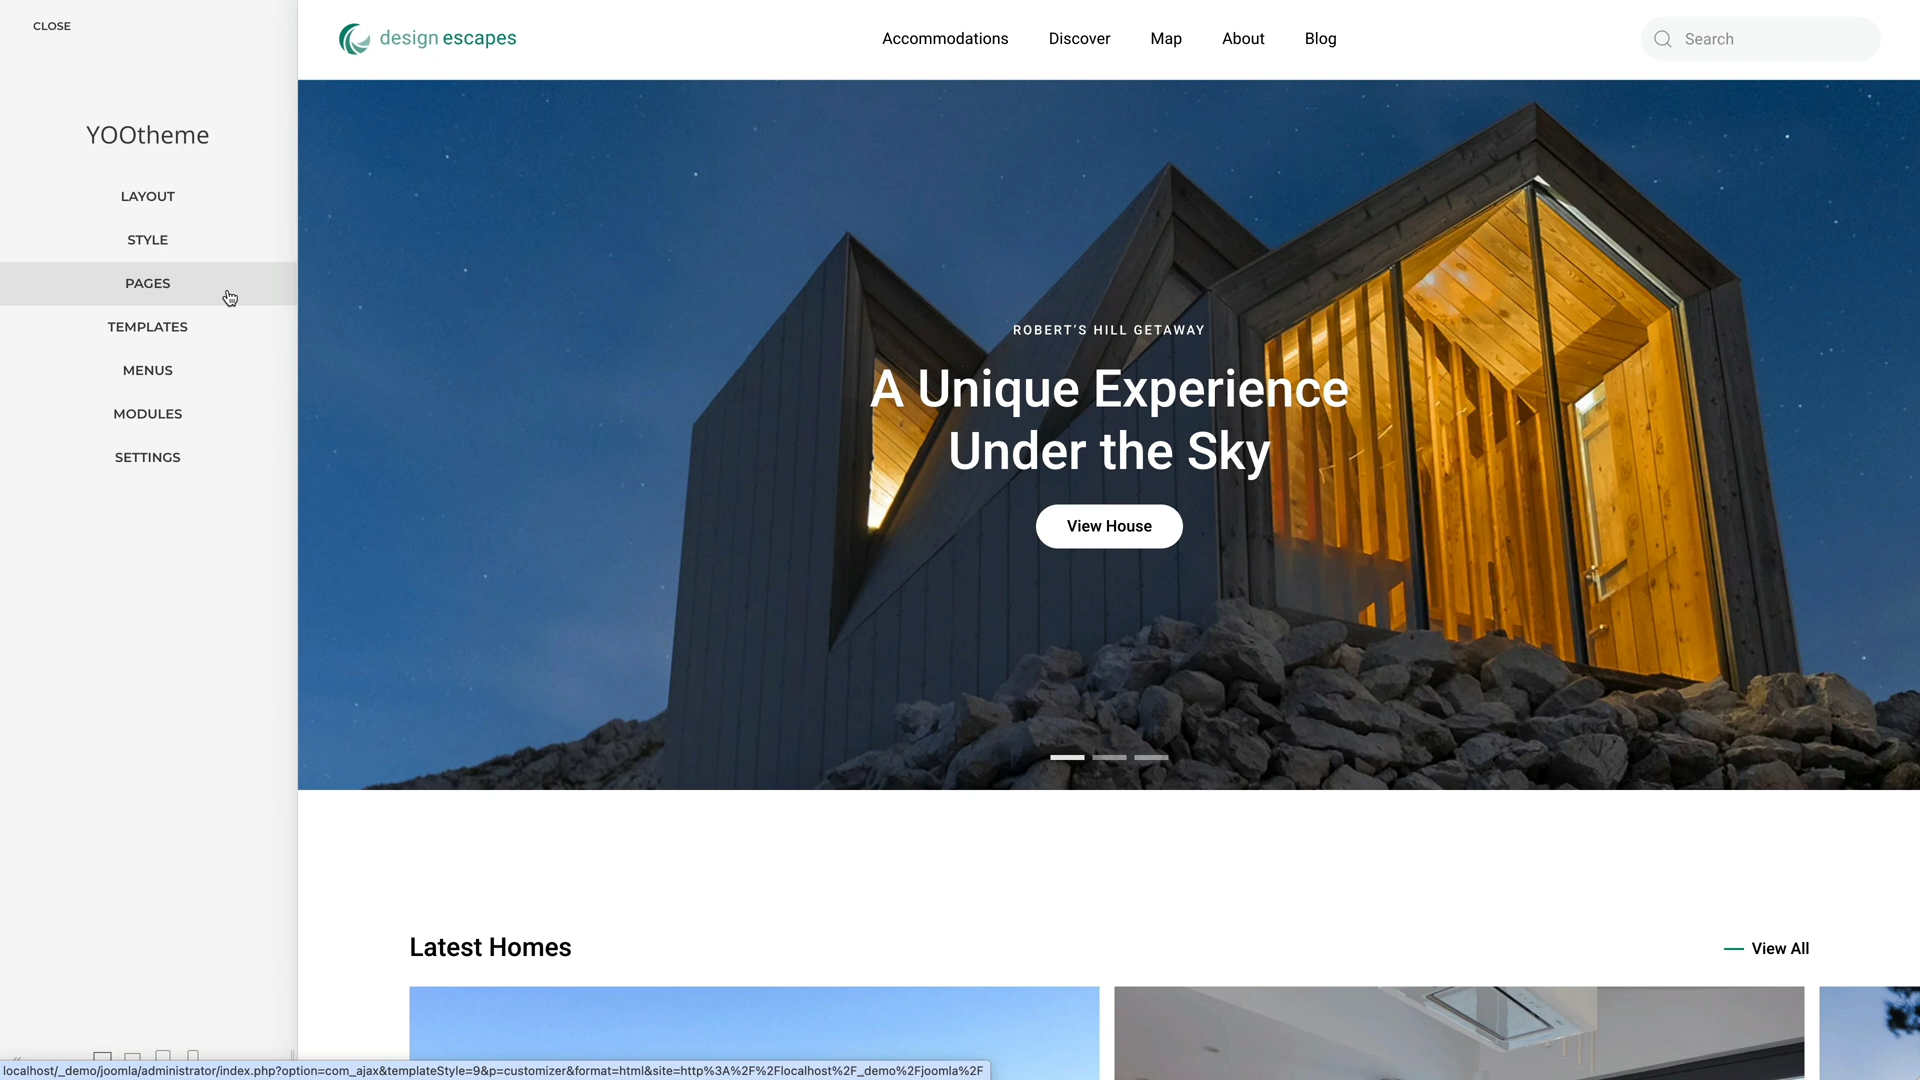 CLOSE
YOOtheme
LAYOUT
STYLE
PAGES
TEMPLATES
MENUS
MODULES
SETTINGS
design escapes
Accommodations
Discover
Map
About
Blog
Search
ROBERT’S HILL GETAWAY
A Unique Experience
Under the Sky
View House
Latest Homes
View All
localhost/_demo/joomla/administrator/index.php?option=com_ajax&templateStyle=9&p=customizer&format=html&site=http%3A%2F%2Flocalhost%2F_demo%2Fjoomla%2F